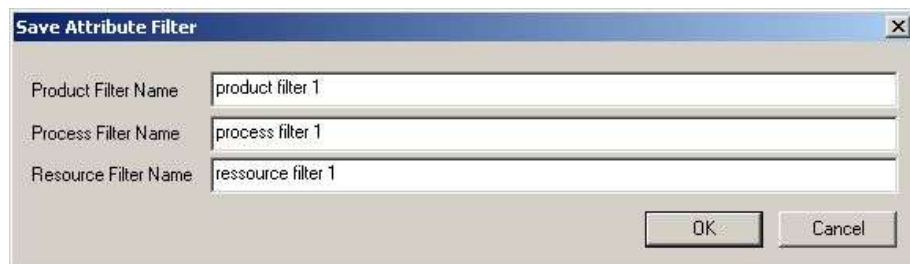 Save Attribute Filter
Product Filter Name product filter 1
Process Filter Name process filter 1
Resource Filter Name ressource filter 1
OK Cancel